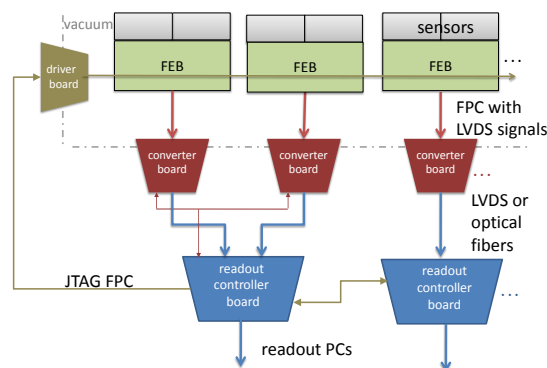 vacuum
sensors
driver
board
FEB
FEB
FEB
...
FPC with
LVDS signals
converter
board
converter
board
converter
board
...
LVDS or
optical
fibers
readout
controller
board
readout
controller
board
...
JTAG FPC
readout PCs